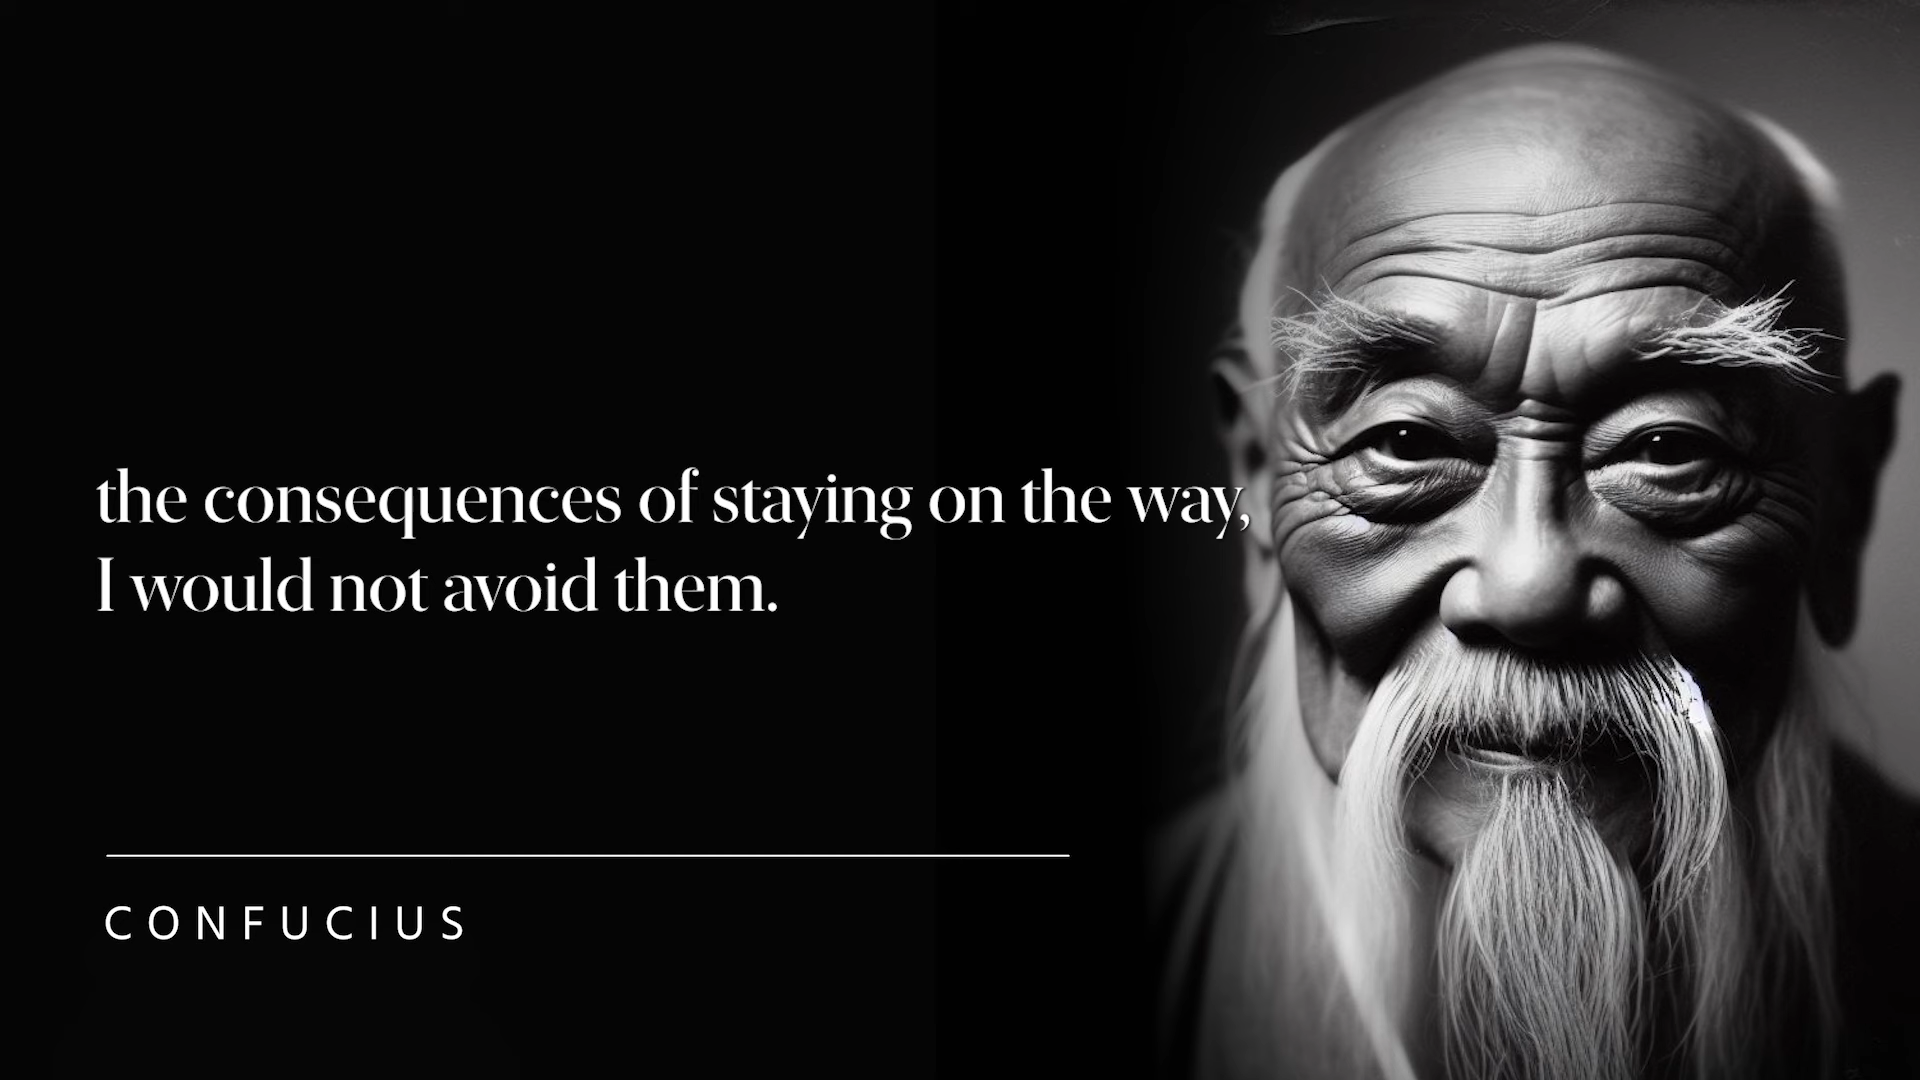 the consequences of staying on the way,
I would not avoid them.
CONFUCIUS